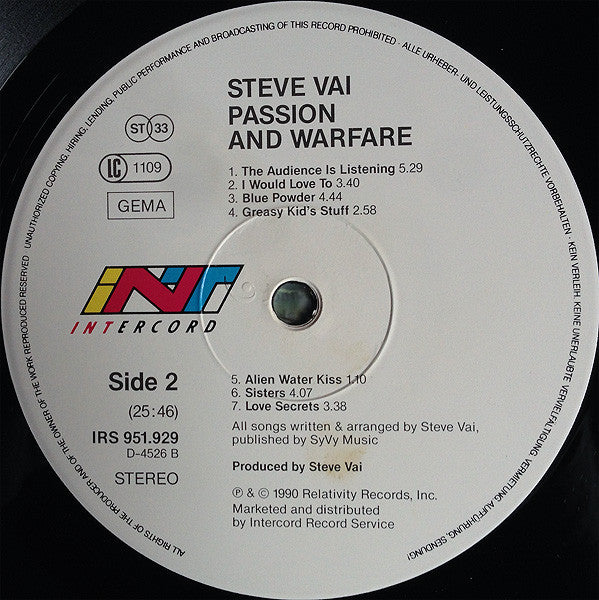 UNAUTHORIZED COPYING, HIRING, LENDING, PUBLIC PERFORMANCE AND BROADCASTING OF THIS RECORD PROHIBITED · ALLE URHEBER- UND LEISTUNGSSCHUTZRECHTE VORBEHALTEN · KEIN VERLEIH. KEINE UNERLAUBTE VERVIELFÄLTIGUNG, VERMIETUNG, AUFFÜHRUNG, SENDUNG!
ALL RIGHTS OF THE PRODUCER AND OF THE OWNER OF THE WORK REPRODUCED RESERVED
STEVE VAI
PASSION
AND WARFARE
ST 33
LC 1109
GEMA
1. The Audience Is Listening 5.29
2. I Would Love To 3.40
3. Blue Powder 4.44
4. Greasy Kid's Stuff 2.58
INT
INTERCORD
Side 2
(25:46)
IRS 951.929
D-4526 B
STEREO
5. Alien Water Kiss 1.10
6. Sisters 4.07
7. Love Secrets 3.38
All songs written & arranged by Steve Vai,
published by SyVy Music
Produced by Steve Vai
℗ & © 1990 Relativity Records, Inc.
Marketed and distributed
by Intercord Record Service